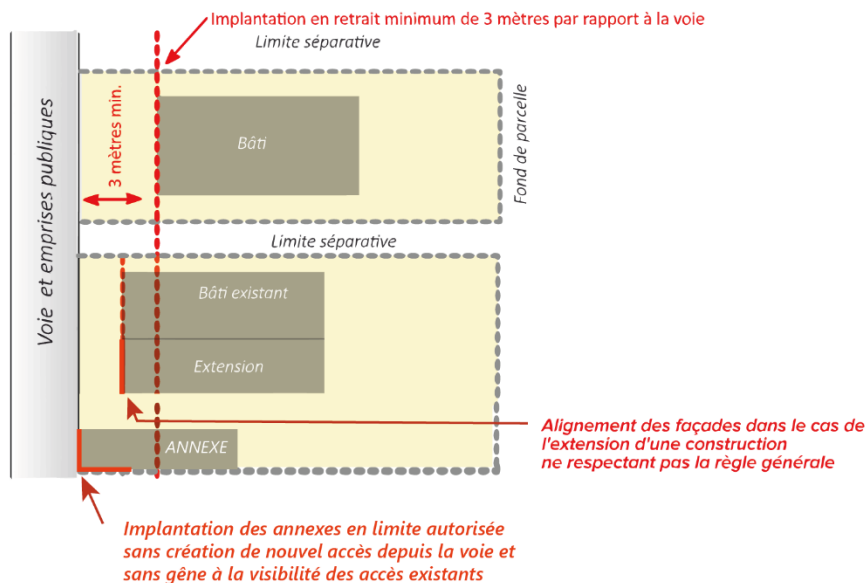 Implantation en retrait minimum de 3 mètres par rapport à la voie
Limite séparative
Voie et emprises publiques
3 mètres min.
Bâti
Fond de parcelle
Limite séparative
Bâti existant
Extension
ANNEXE
Alignement des façades dans le cas de
l'extension d'une construction
ne respectant pas la règle générale
Implantation des annexes en limite autorisée
sans création de nouvel accès depuis la voie et
sans gêne à la visibilité des accès existants